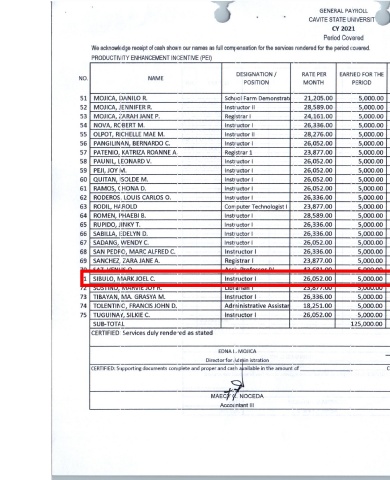 GENERAL PAYROLL
CAVITE STATE UNIVERSIT
CY 2021
Period Covered
We acknowledge receipt of cash shown our names as full compensation for the services rendered for the period covered.
PRODUCTIVITY ENHANCEMENT INCENTIVE (PEI)
NO. NAME DESIGNATION / POSITION RATE PER MONTH EARNED FOR THE PERIOD
51 MOJICA, DANILO R. School Farm Demonstrat 21,205.00 5,000.00
52 MOJICA, JENNIFER R. Instructor II 28,589.00 5,000.00
53 MOJICA, ZARAH JANE P. Registrar I 24,161.00 5,000.00
54 NOVA, ROBERT M. Instructor I 26,336.00 5,000.00
55 OLPOT, RICHELLE MAE M. Instructor II 28,276.00 5,000.00
56 PANGILINAN, BERNARDO C. Instructor I 26,052.00 5,000.00
57 PATENIO, KATRIZA ROANNE A. Registrar I 23,877.00 5,000.00
58 PAUNIL, LEONARD V. Instructor I 26,052.00 5,000.00
59 PEJI, JOY M. Instructor I 26,052.00 5,000.00
60 QUITAN, ISOLDE M. Instructor I 26,052.00 5,000.00
61 RAMOS, CHONA D. Instructor I 26,052.00 5,000.00
62 RODEROS, LOUIS CARLOS O. Instructor I 26,336.00 5,000.00
63 RODIL, HAROLD Computer Technologist I 23,877.00 5,000.00
64 ROMEN, PHAEBI B. Instructor I 28,589.00 5,000.00
65 RUPIDO, JINKY T. Instructor I 26,336.00 5,000.00
66 SABILLA, EDELYN D. Instructor I 26,336.00 5,000.00
67 SADANG, WENDY C. Instructor I 26,052.00 5,000.00
68 SAN PEDRO, MARC ALFRED C. Instructor I 26,336.00 5,000.00
69 SANCHEZ, ZARA JANE A. Registrar I 23,877.00 5,000.00
1 SIBULO, MARK JOEL C. Instructor I 26,052.00 5,000.00
72 23,877.00 5,000.00
73 TIBAYAN, MA. GRASYA M. Instructor I 26,336.00 5,000.00
74 TOLENTINO, FRANCIS JOHN D. Administrative Assistan 18,251.00 5,000.00
75 TUGUINAY, SILKIE C. Instructor I 26,052.00 5,000.00
SUB-TOTAL 125,000.00
CERTIFIED: Services duly rendered as stated
EDNA L. MOJICA
Director for Administration
CERTIFIED: Supporting documents complete and proper and cash available in the amount of
C. NOCEDA
Accountant III